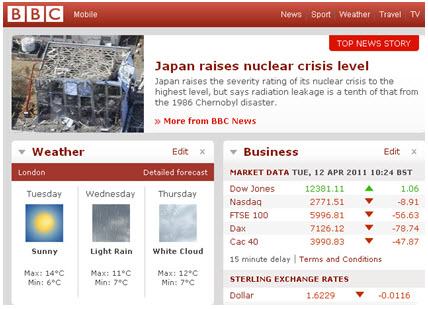 BBC Mobile News Sport Weather Travel TV
TOP NEWS STORY
Japan raises nuclear crisis level
Japan raises the severity rating of its nuclear crisis to the
highest level, but says radiation leakage is a tenth of that from
the 1986 Chernobyl disaster.
» More from BBC News
Weather Edit x
London Detailed forecast
Tuesday Wednesday Thursday
Sunny Light Rain White Cloud
Max: 14°C Max: 11°C Max: 12°C
Min: 6°C Min: 7°C Min: 7°C
Business Edit x
MARKET DATA TUE, 12 APR 2011 10:24 BST
Dow Jones 12381.11 ▲ 1.06
Nasdaq 2771.51 ▼ -8.91
FTSE 100 5996.81 ▼ -56.63
Dax 7126.12 ▼ -78.74
Cac 40 3990.83 ▼ -47.87
15 minute delay | Terms and Conditions
STERLING EXCHANGE RATES
Dollar 1.6229 ▼ -0.0116